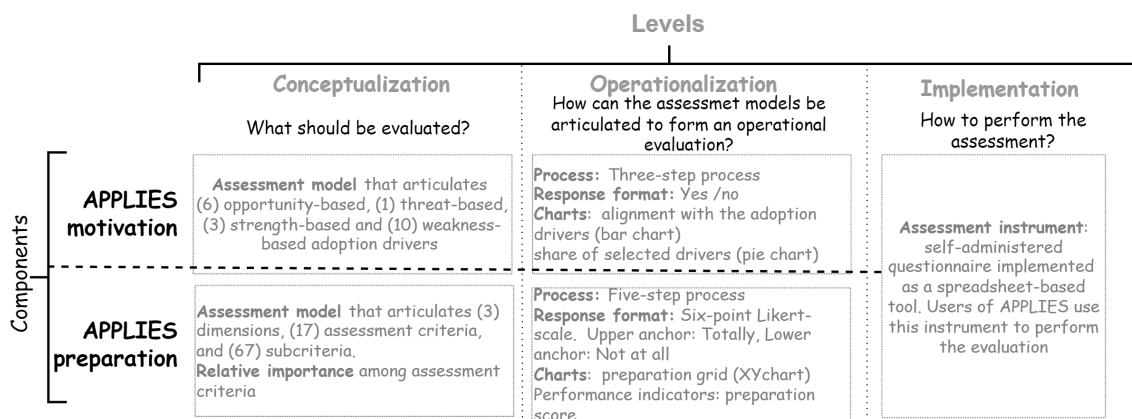 Levels
Conceptualization
What should be evaluated?
Operationalization
How can the assessmet models be
articulated to form an operational
evaluation?
Implementation
How to perform the
assessment?
Components
APPLIES
motivation
Assessment model that articulates
(6) opportunity-based, (1) threat-based,
(3) strength-based and (10) weakness-
based adoption drivers
Process: Three-step process
Response format: Yes /no
Charts: alignment with the adoption
drivers (bar chart)
share of selected drivers (pie chart)
Assessment instrument:
self-administered
questionnaire implemented
as a spreadsheet-based
tool. Users of APPLIES use
this instrument to perform
the evaluation
APPLIES
preparation
Assessment model that articulates (3)
dimensions, (17) assessment criteria,
and (67) subcriteria.
Relative importance among assessment
criteria
Process: Five-step process
Response format: Six-point Likert-
scale. Upper anchor: Totally, Lower
anchor: Not at all
Charts: preparation grid (XYchart)
Performance indicators: preparation
score